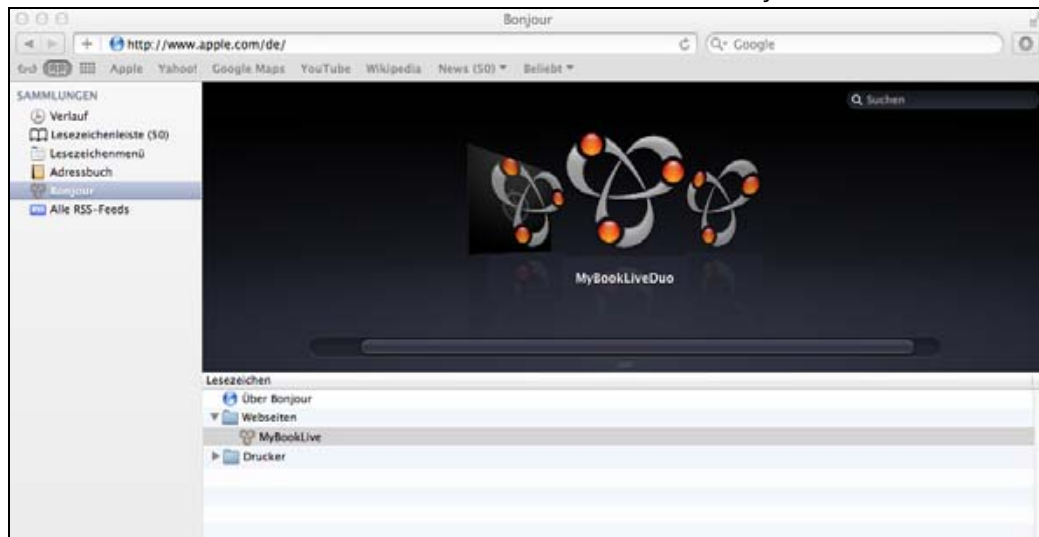 Bonjour
http://www.apple.com/de/
Google
Apple Yahoo! Google Maps YouTube Wikipedia News (50) Beliebt
SAMMLUNGEN
Suchen
Verlauf
Lesezeichenleiste (50)
Lesezeichenmenü
Adressbuch
Bonjour
Alle RSS-Feeds
MyBookLiveDuo
Lesezeichen
Über Bonjour
Webseiten
MyBookLive
Drucker